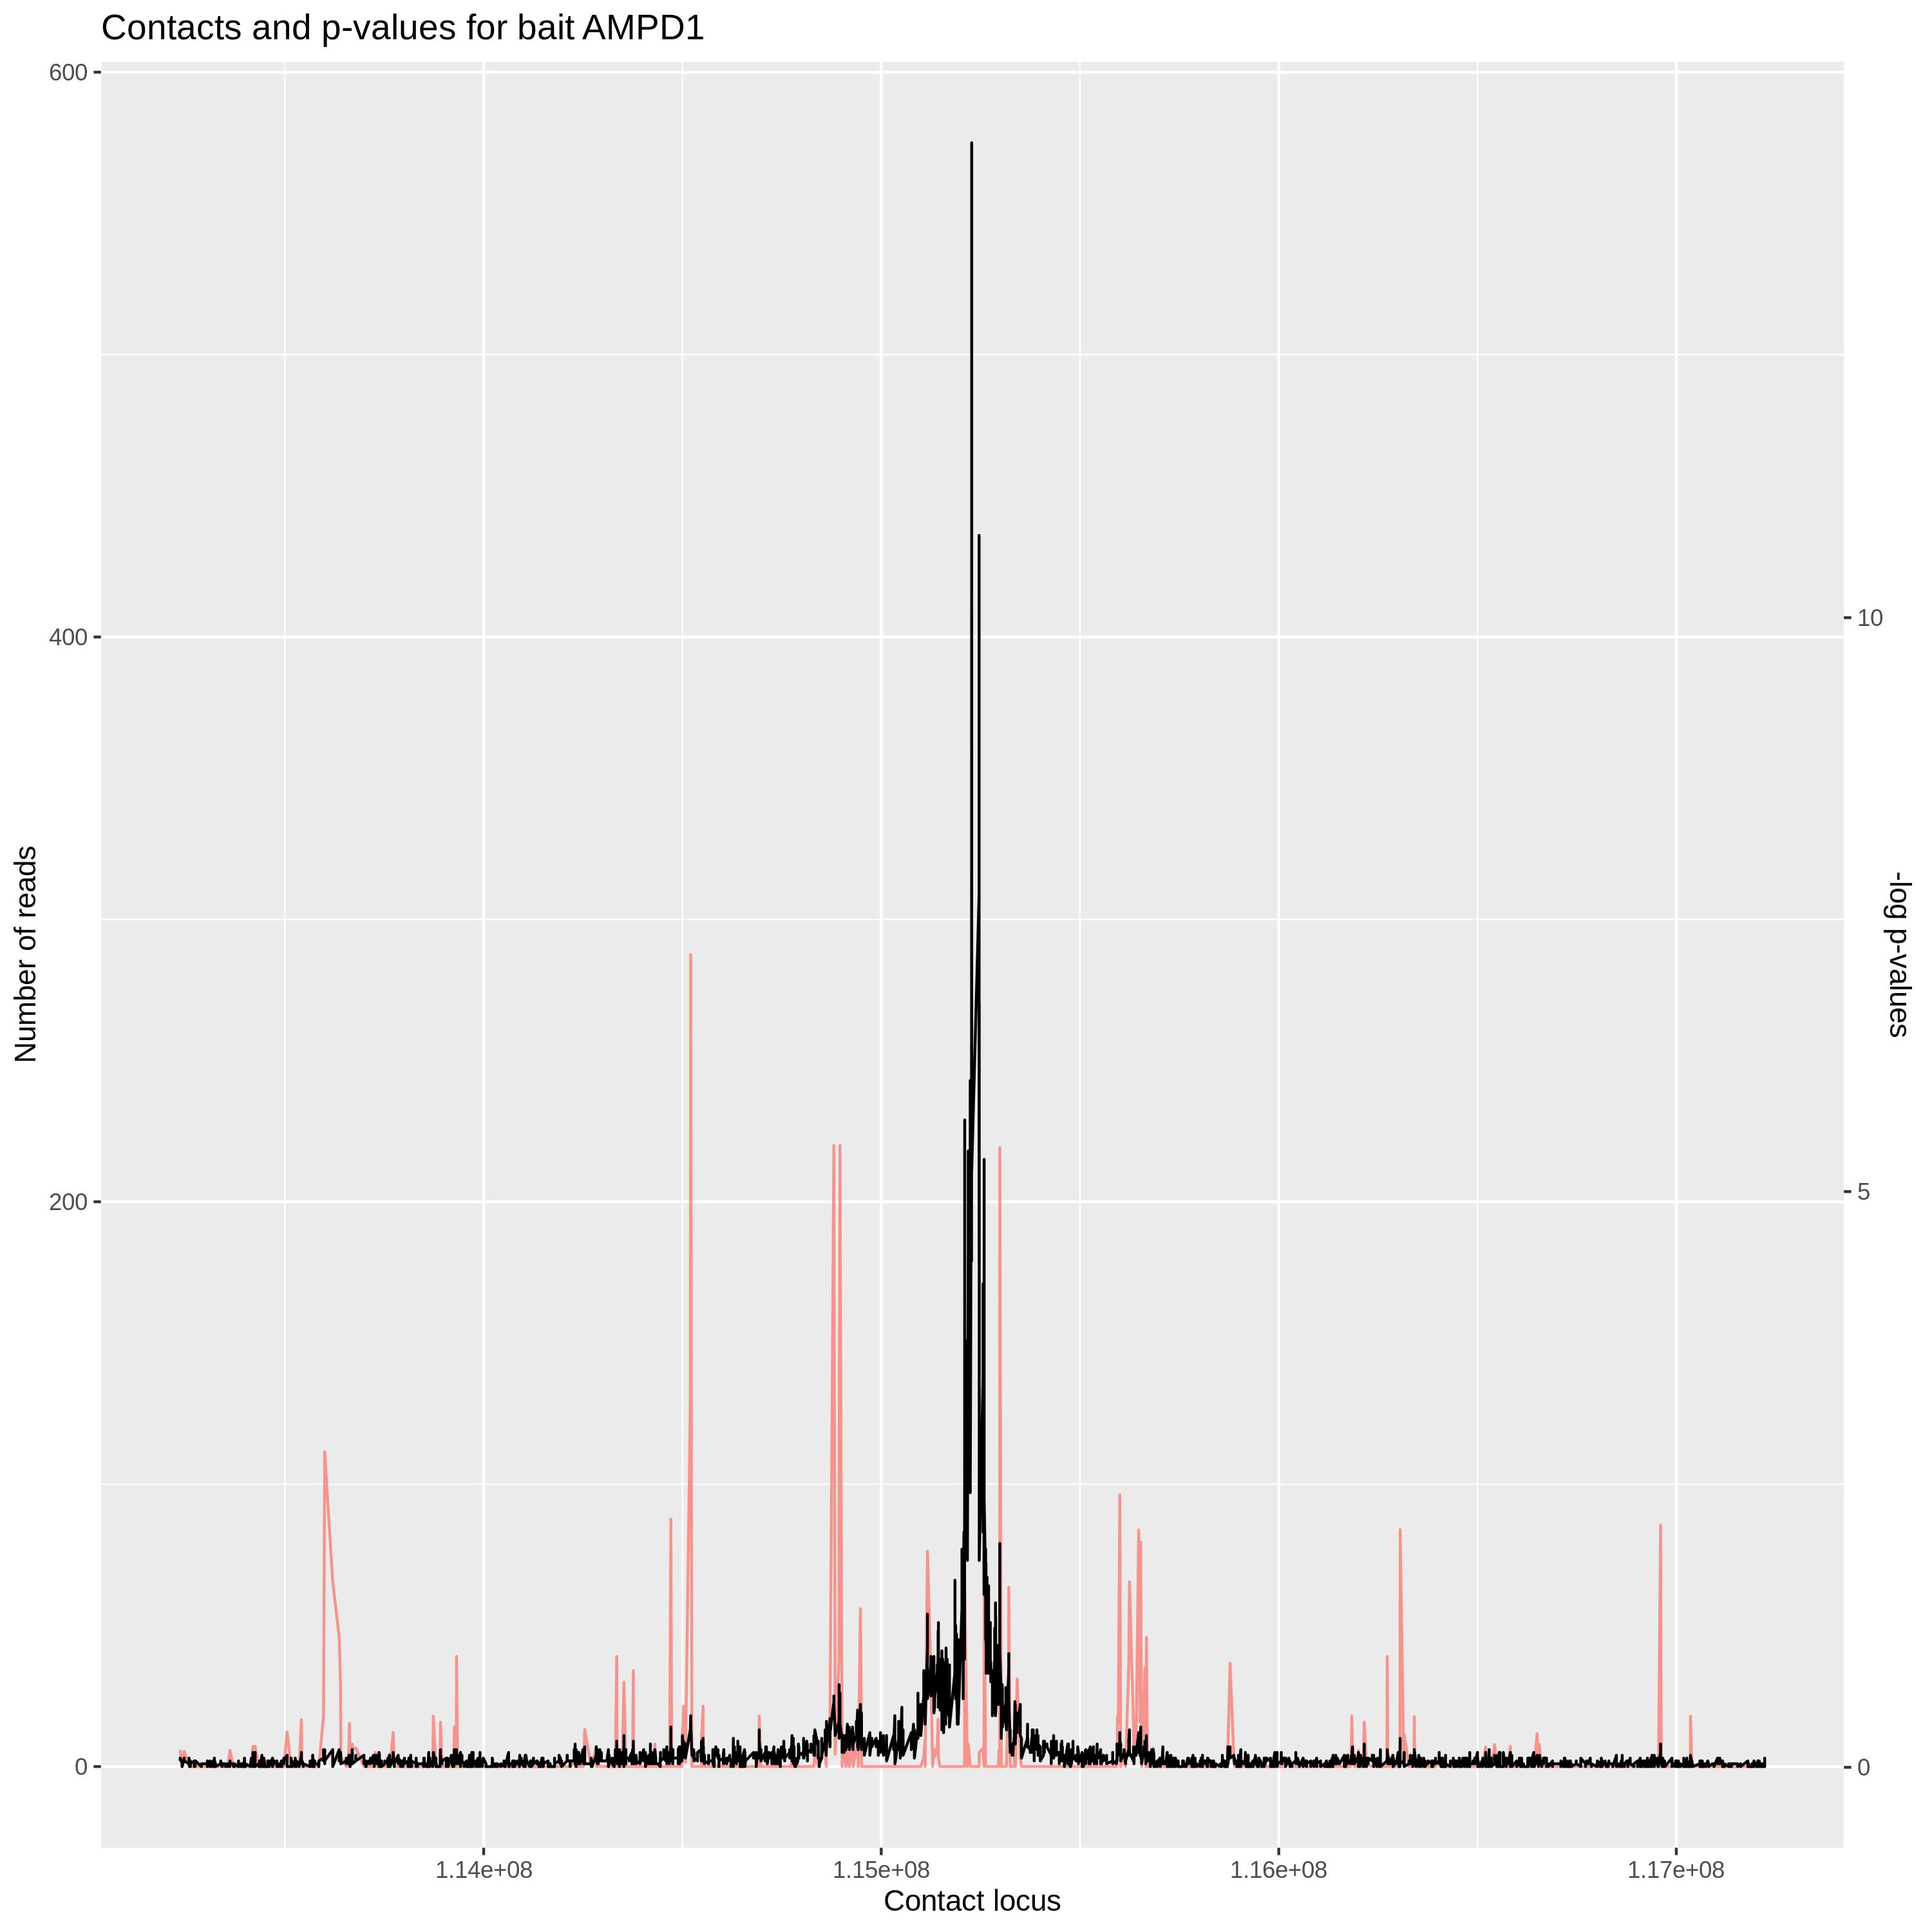 Contacts and p-values for bait AMPD1
600
400
200
0
Number of reads
10
5
0
-log p-values
1.14e+08
1.15e+08
1.16e+08
1.17e+08
Contact locus